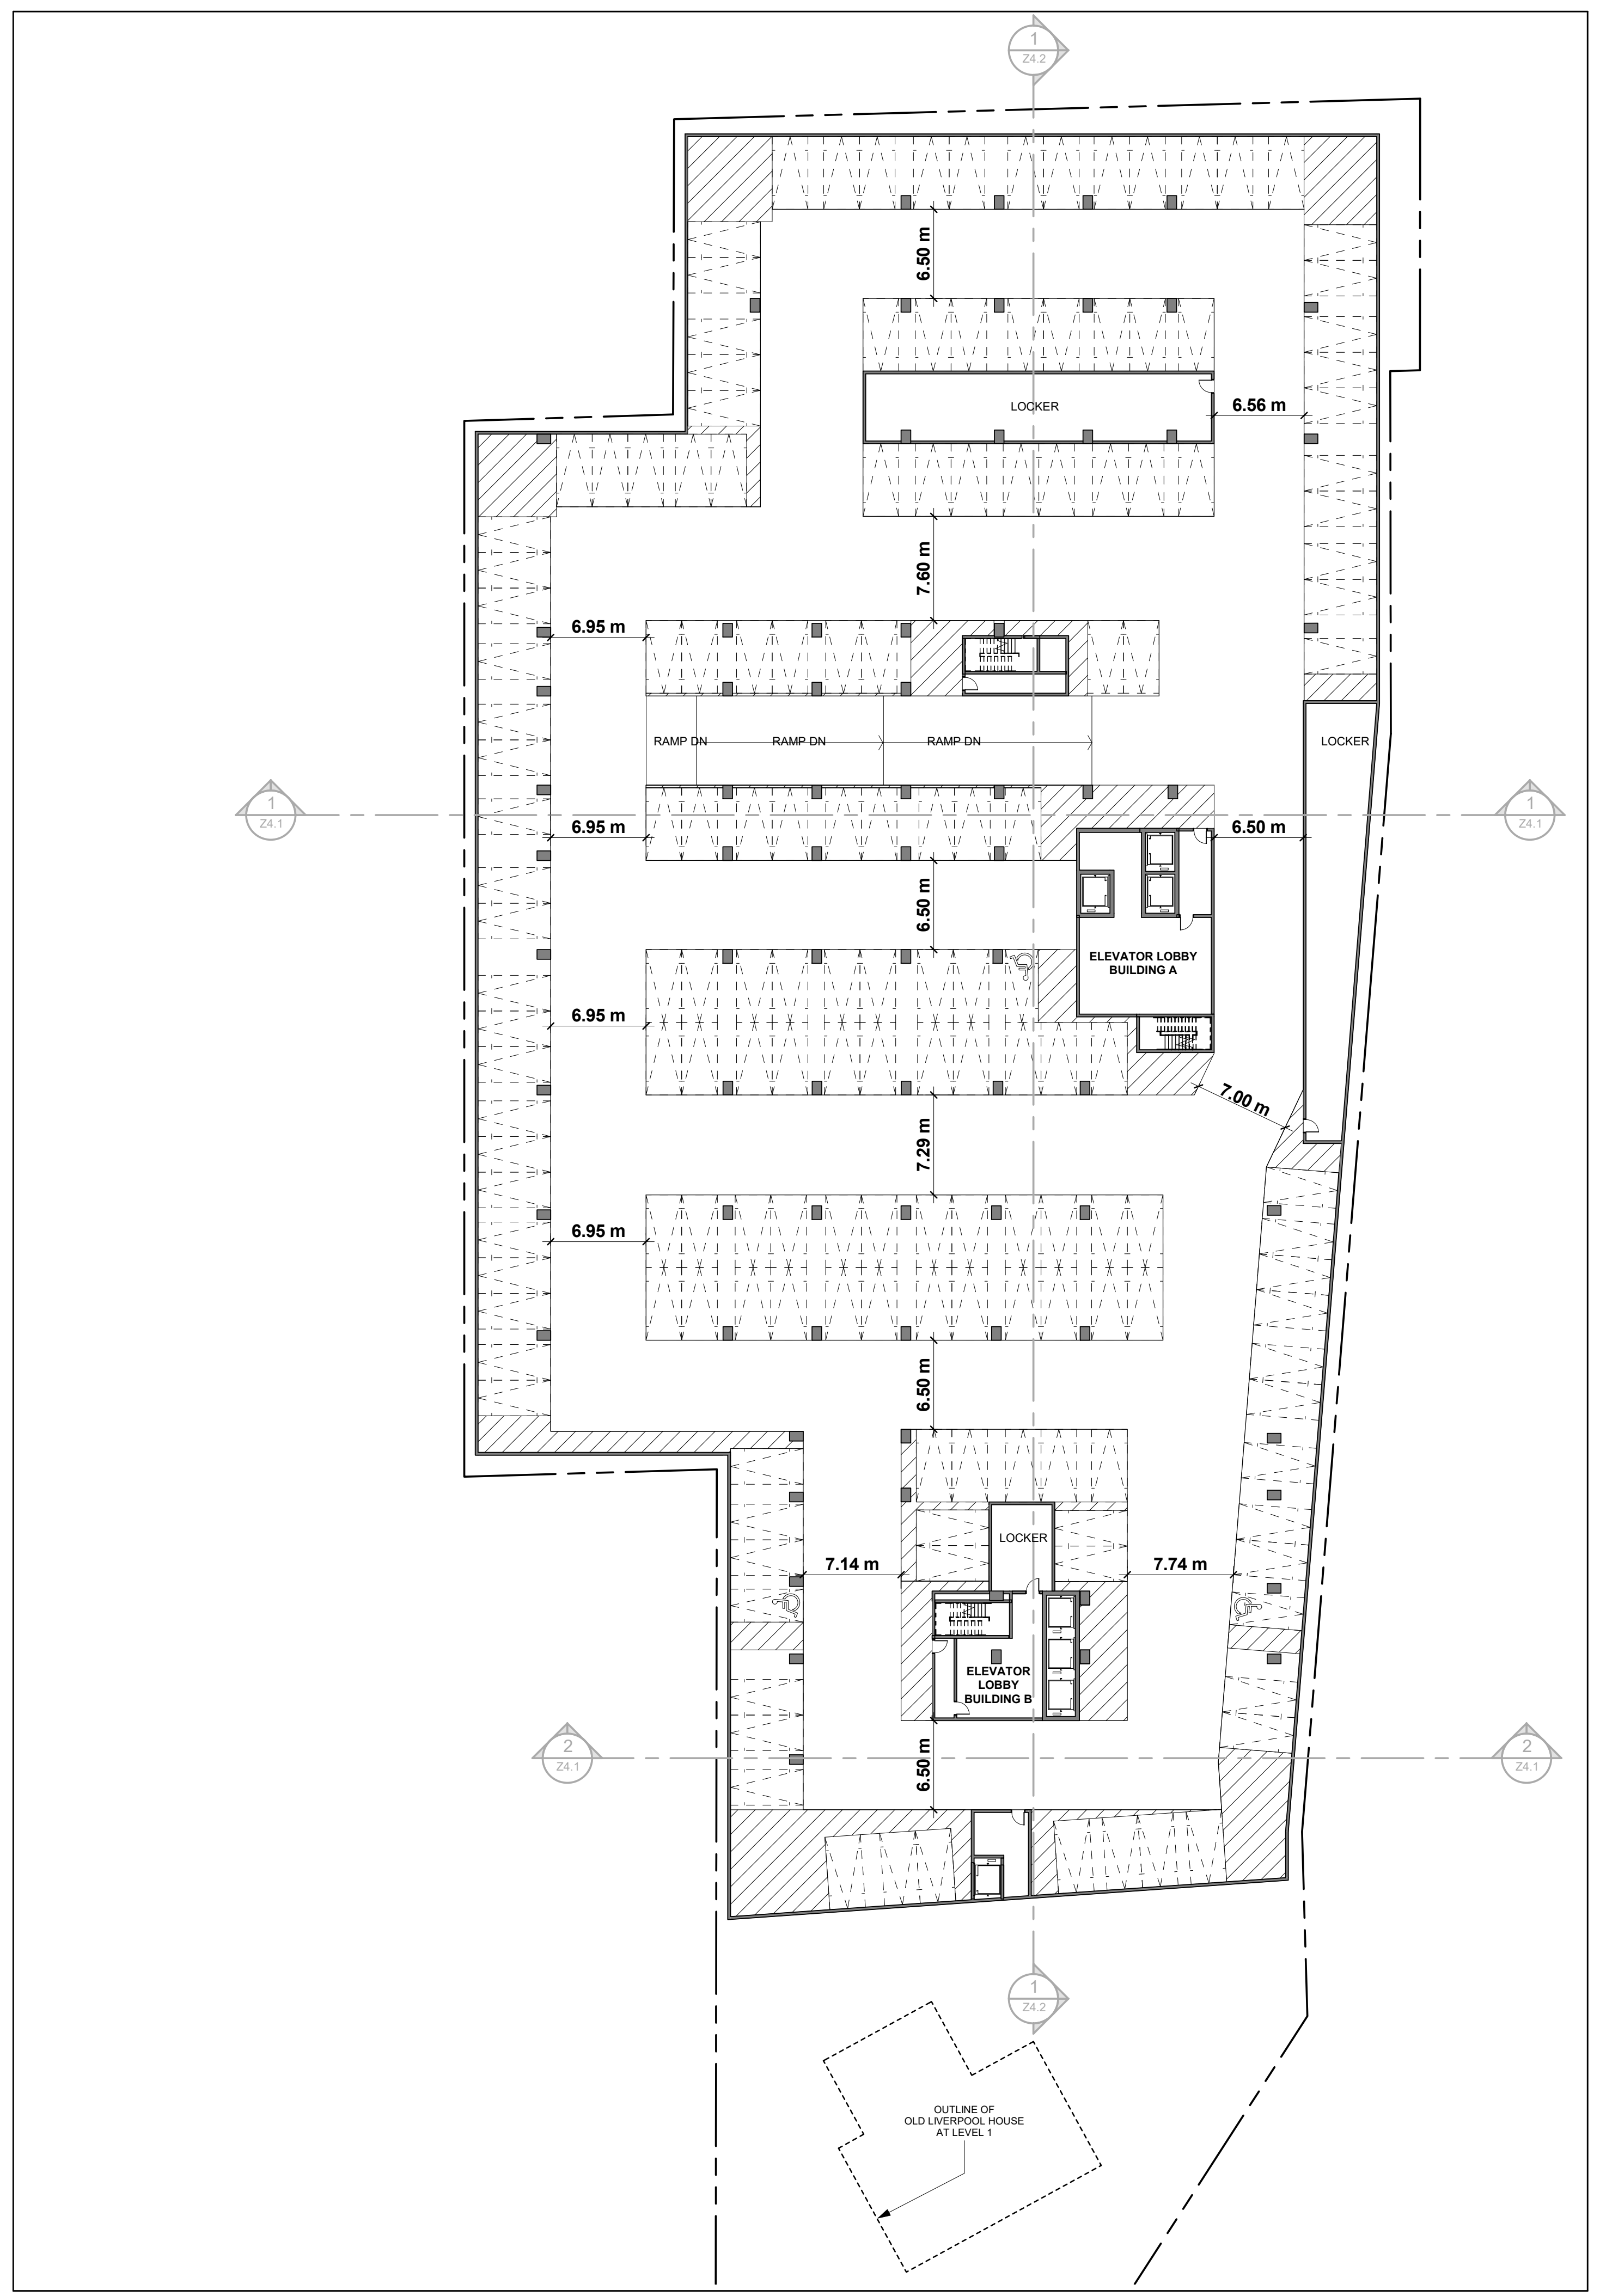 1
Z4.2
6.50 m
LOCKER
6.56 m
7.60 m
6.95 m
RAMP DN
RAMP DN
RAMP DN
LOCKER
1
Z4.1
1
Z4.1
6.95 m
6.50 m
6.50 m
ELEVATOR LOBBY
BUILDING A
6.95 m
7.00 m
7.29 m
6.95 m
6.50 m
LOCKER
7.14 m
7.74 m
ELEVATOR
LOBBY
BUILDING B
2
Z4.1
6.50 m
2
Z4.1
1
Z4.2
OUTLINE OF
OLD LIVERPOOL HOUSE
AT LEVEL 1